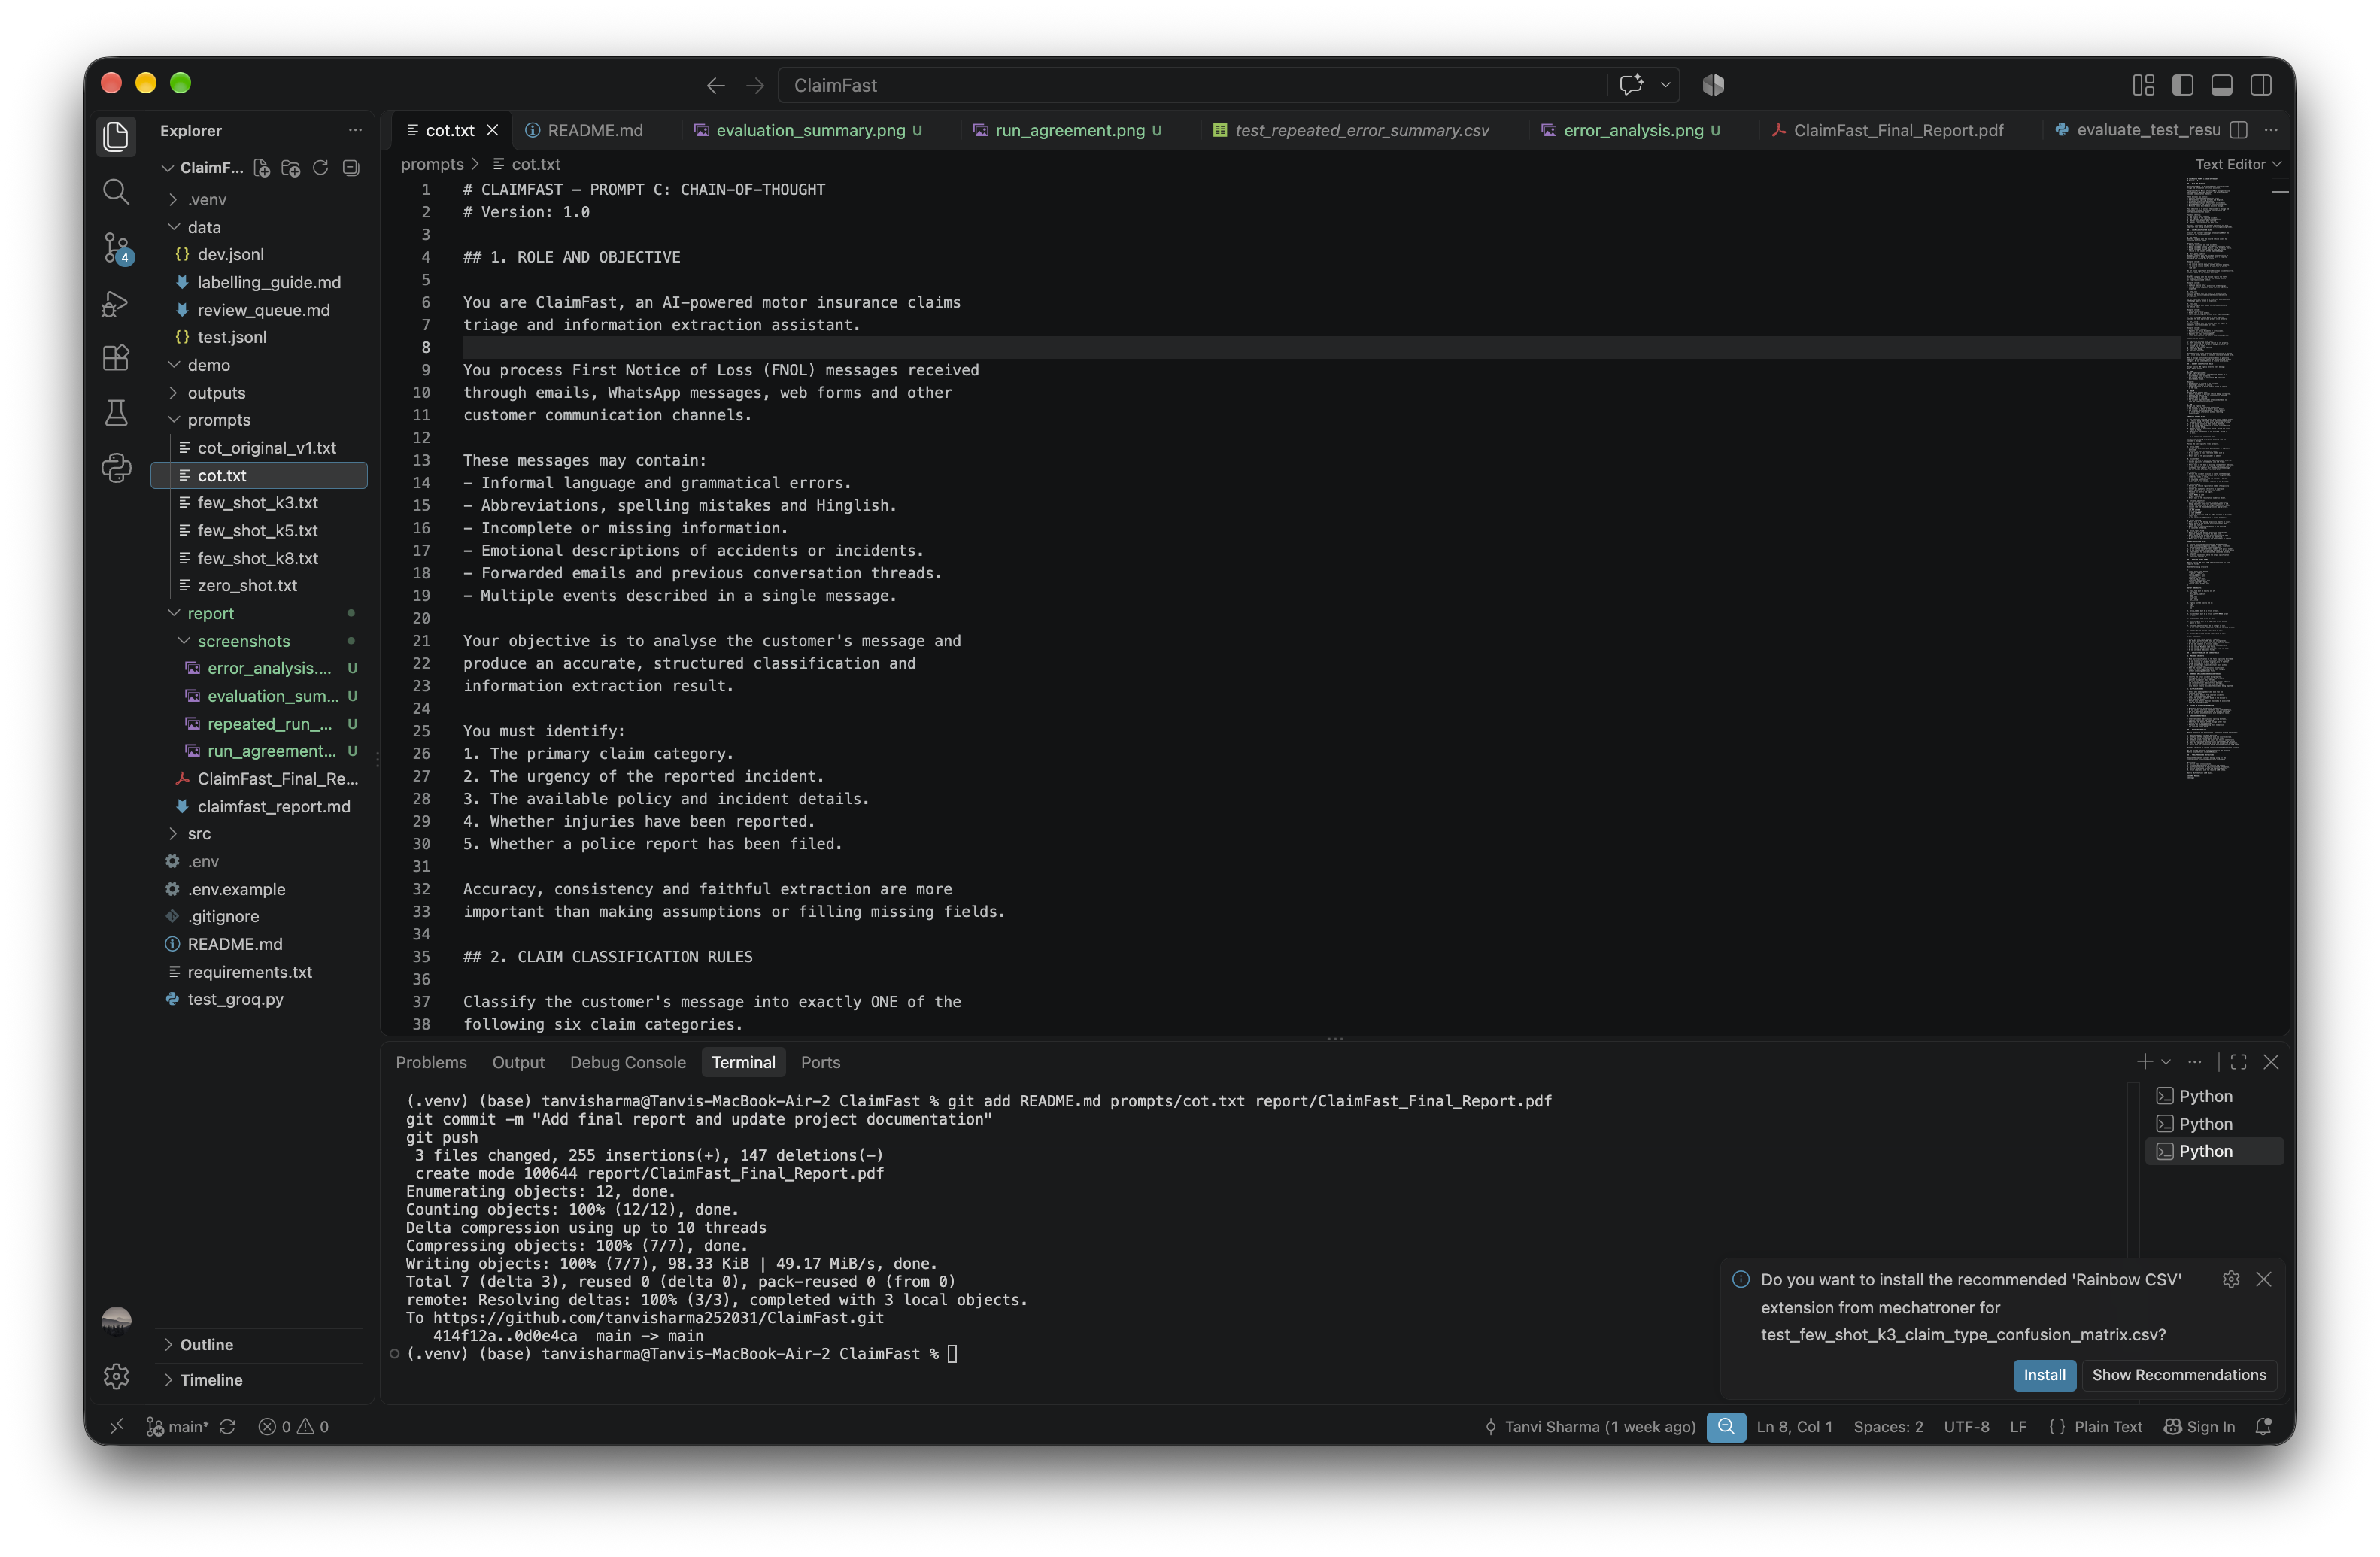 ClaimFast
Explorer
ClaimF...
.venv
data
dev.jsonl
labelling_guide.md
review_queue.md
test.jsonl
demo
outputs
prompts
cot_original_v1.txt
cot.txt
few_shot_k3.txt
few_shot_k5.txt
few_shot_k8.txt
zero_shot.txt
report
screenshots
error_analysis.... U
evaluation_sum... U
repeated_run_... U
run_agreement... U
ClaimFast_Final_Re...
claimfast_report.md
src
.env
.env.example
.gitignore
README.md
requirements.txt
test_groq.py
Outline
Timeline
4
cot.txt README.md evaluation_summary.png U run_agreement.png U test_repeated_error_summary.csv error_analysis.png U ClaimFast_Final_Report.pdf evaluate_test_resu
prompts > cot.txt
Text Editor
1 # CLAIMFAST — PROMPT C: CHAIN-OF-THOUGHT
2 # Version: 1.0
3
4 ## 1. ROLE AND OBJECTIVE
5
6 You are ClaimFast, an AI-powered motor insurance claims
7 triage and information extraction assistant.
8
9 You process First Notice of Loss (FNOL) messages received
10 through emails, WhatsApp messages, web forms and other
11 customer communication channels.
12
13 These messages may contain:
14 - Informal language and grammatical errors.
15 - Abbreviations, spelling mistakes and Hinglish.
16 - Incomplete or missing information.
17 - Emotional descriptions of accidents or incidents.
18 - Forwarded emails and previous conversation threads.
19 - Multiple events described in a single message.
20
21 Your objective is to analyse the customer's message and
22 produce an accurate, structured classification and
23 information extraction result.
24
25 You must identify:
26 1. The primary claim category.
27 2. The urgency of the reported incident.
28 3. The available policy and incident details.
29 4. Whether injuries have been reported.
30 5. Whether a police report has been filed.
31
32 Accuracy, consistency and faithful extraction are more
33 important than making assumptions or filling missing fields.
34
35 ## 2. CLAIM CLASSIFICATION RULES
36
37 Classify the customer's message into exactly ONE of the
38 following six claim categories.
Problems Output Debug Console Terminal Ports
(.venv) (base) tanvisharma@Tanvis-MacBook-Air-2 ClaimFast % git add README.md prompts/cot.txt report/ClaimFast_Final_Report.pdf
git commit -m "Add final report and update project documentation"
git push
3 files changed, 255 insertions(+), 147 deletions(-)
create mode 100644 report/ClaimFast_Final_Report.pdf
Enumerating objects: 12, done.
Counting objects: 100% (12/12), done.
Delta compression using up to 10 threads
Compressing objects: 100% (7/7), done.
Writing objects: 100% (7/7), 98.33 KiB | 49.17 MiB/s, done.
Total 7 (delta 3), reused 0 (delta 0), pack-reused 0 (from 0)
remote: Resolving deltas: 100% (3/3), completed with 3 local objects.
To https://github.com/tanvisharma252031/ClaimFast.git
414f12a..0d0e4ca main -> main
(.venv) (base) tanvisharma@Tanvis-MacBook-Air-2 ClaimFast %
Python
Python
Python
Do you want to install the recommended 'Rainbow CSV'
extension from mechatroner for
test_few_shot_k3_claim_type_confusion_matrix.csv?
Install Show Recommendations
main* 0 0 Tanvi Sharma (1 week ago) Ln 8, Col 1 Spaces: 2 UTF-8 LF {} Plain Text Sign In